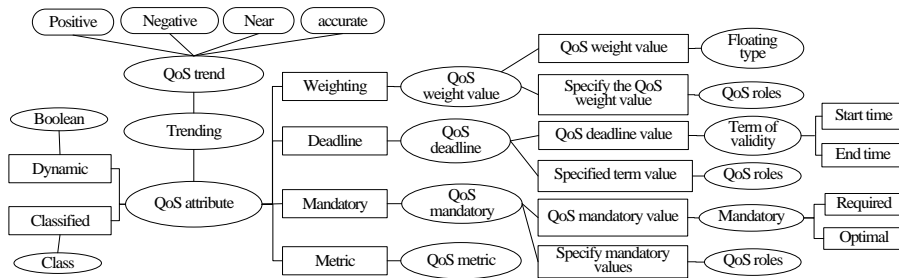 Positive
Negative
Near
accurate
QoS trend
Trending
Boolean
Dynamic
Classified
Class
QoS attribute
Weighting
QoS
weight value
QoS weight value
Floating
type
Specify the QoS
weight value
QoS roles
Deadline
QoS
deadline
QoS deadline value
Term of
validity
Start time
End time
Specified term value
QoS roles
Mandatory
QoS
mandatory
QoS mandatory value
Mandatory
Required
Optimal
Specify mandatory
values
QoS roles
Metric
QoS metric